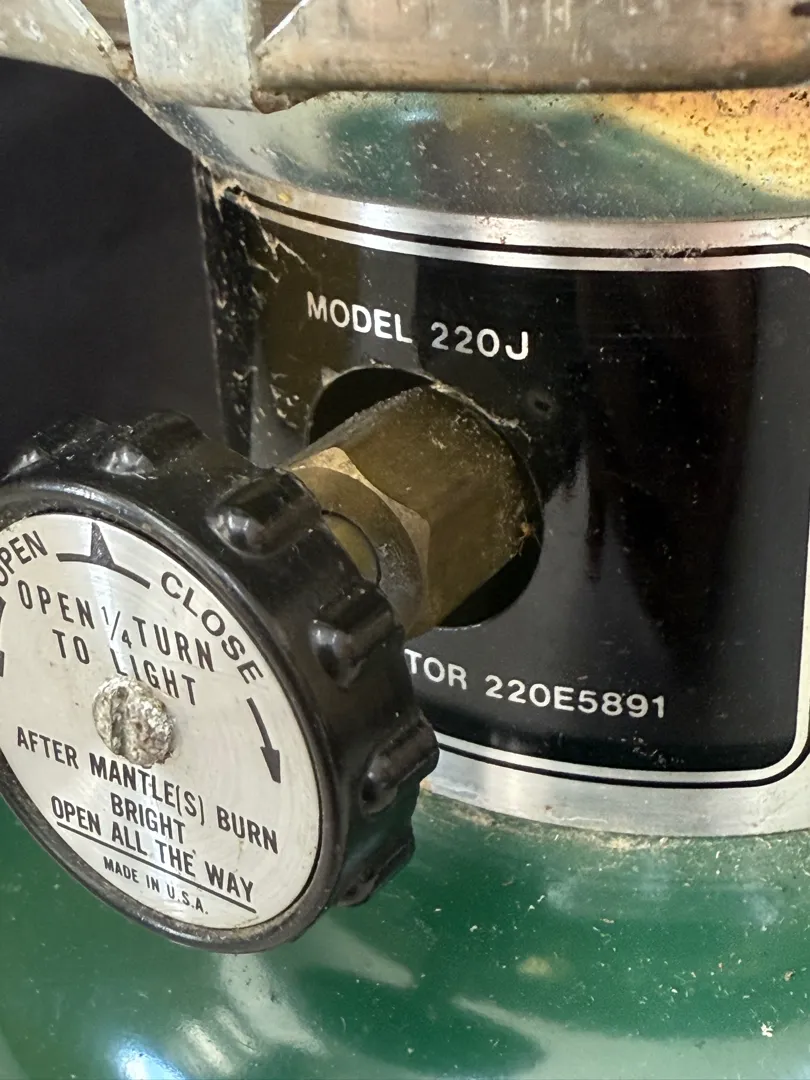 MODEL 220J
TOR 220E5891
OPEN CLOSE
OPEN 1/4 TURN
TO LIGHT
AFTER MANTLE(S) BURN
BRIGHT
OPEN ALL THE WAY
MADE IN U.S.A.